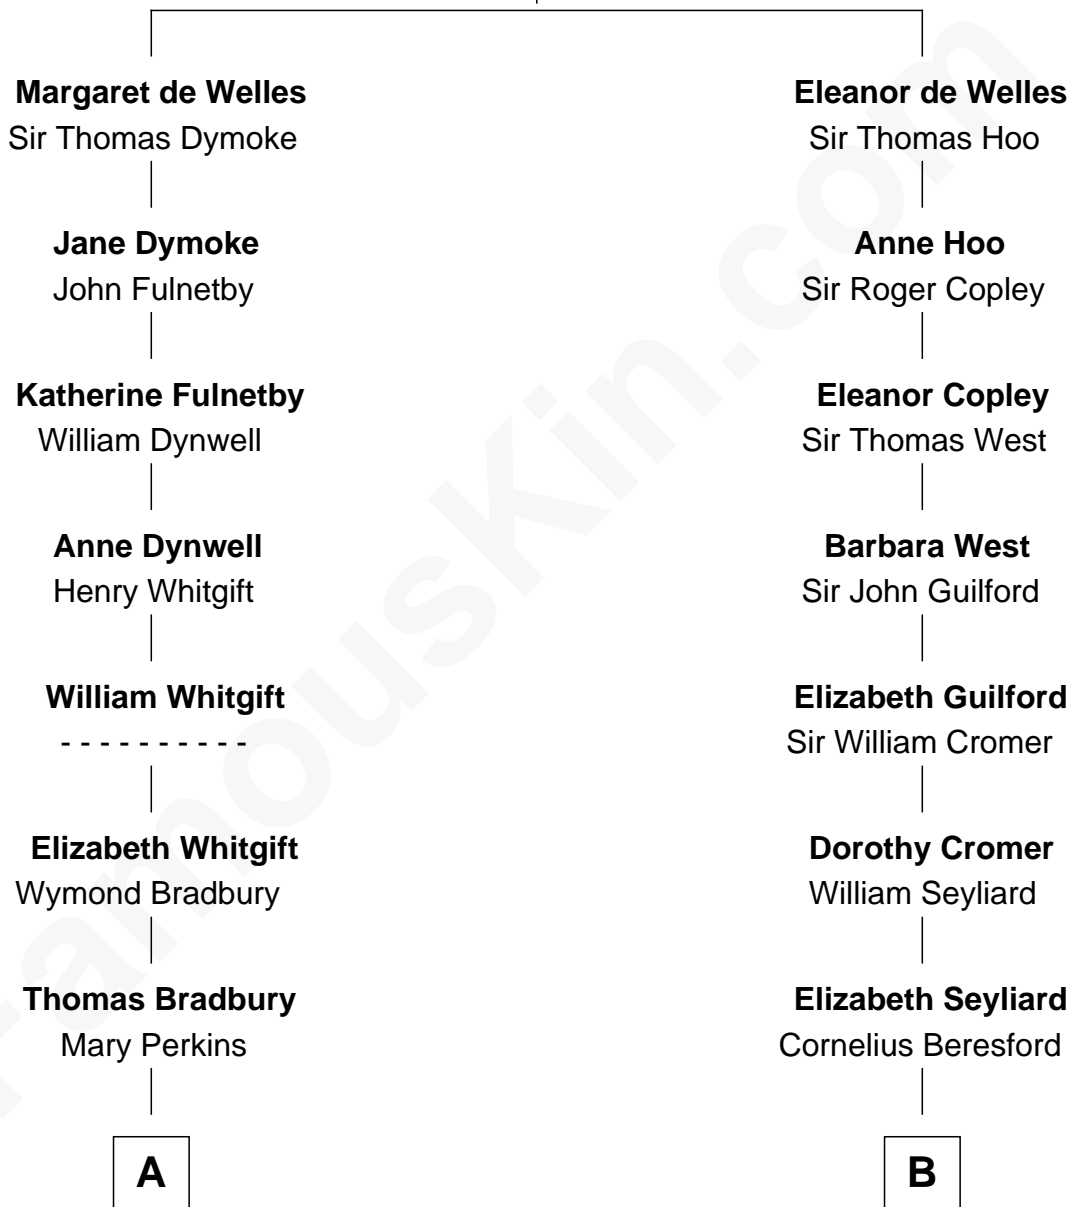 Margaret de Welles
Sir Thomas Dymoke
Eleanor de Welles
Sir Thomas Hoo
Jane Dymoke
John Fulnetby
Anne Hoo
Sir Roger Copley
Katherine Fulnetby
William Dynwell
Eleanor Copley
Sir Thomas West
Anne Dynwell
Henry Whitgift
Barbara West
Sir John Guilford
William Whitgift
- - - - - - - - - -
Elizabeth Guilford
Sir William Cromer
Elizabeth Whitgift
Wymond Bradbury
Dorothy Cromer
William Seyliard
Thomas Bradbury
Mary Perkins
Elizabeth Seyliard
Cornelius Beresford
A
B
FamousKin.com